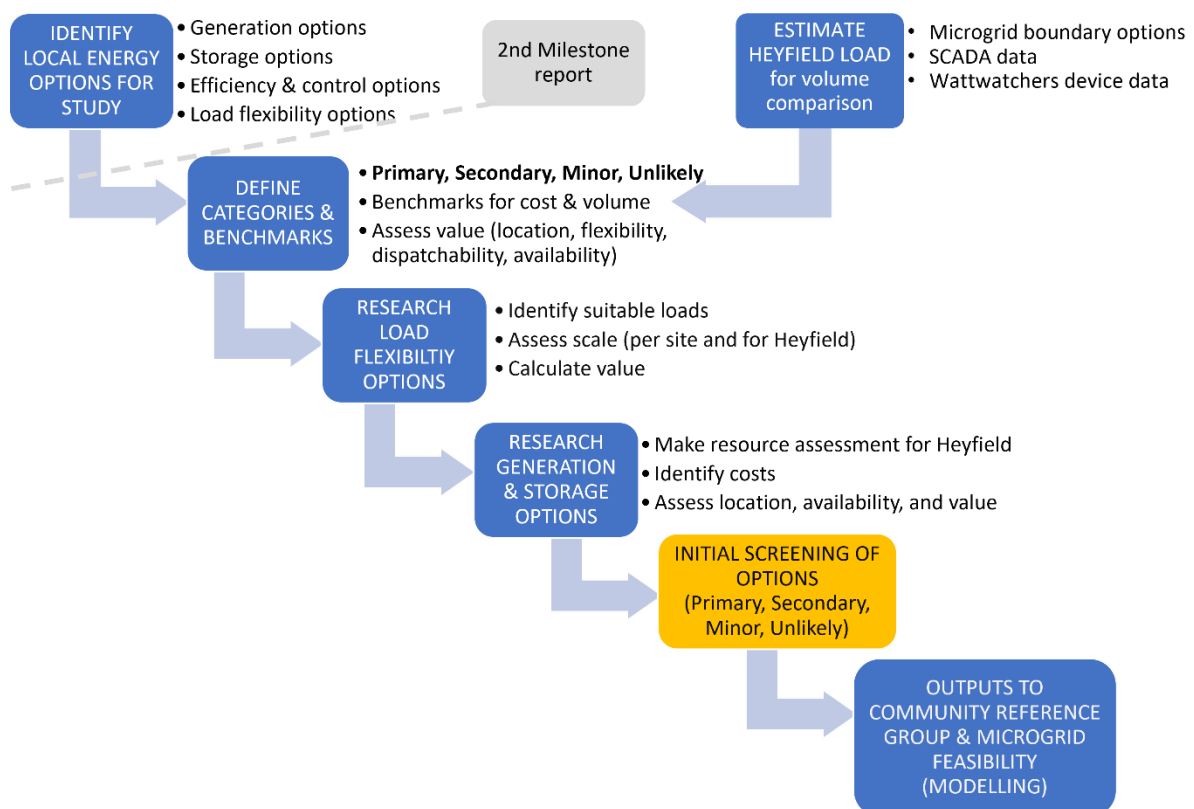 IDENTIFY
LOCAL ENERGY
OPTIONS FOR
STUDY
• Generation options
• Storage options
• Efficiency & control options
• Load flexibility options
2nd Milestone
report
ESTIMATE
HEYFIELD LOAD
for volume
comparison
• Microgrid boundary options
• SCADA data
• Wattwatchers device data
DEFINE
CATEGORIES &
BENCHMARKS
• Primary, Secondary, Minor, Unlikely
• Benchmarks for cost & volume
• Assess value (location, flexibility,
dispatchability, availability)
RESEARCH
LOAD
FLEXIBILTIY
OPTIONS
• Identify suitable loads
• Assess scale (per site and for Heyfield)
• Calculate value
RESEARCH
GENERATION
& STORAGE
OPTIONS
• Make resource assessment for Heyfield
• Identify costs
• Assess location, availability, and value
INITIAL SCREENING OF
OPTIONS
(Primary, Secondary,
Minor, Unlikely)
OUTPUTS TO
COMMUNITY REFERENCE
GROUP & MICROGRID
FEASIBILITY
(MODELLING)